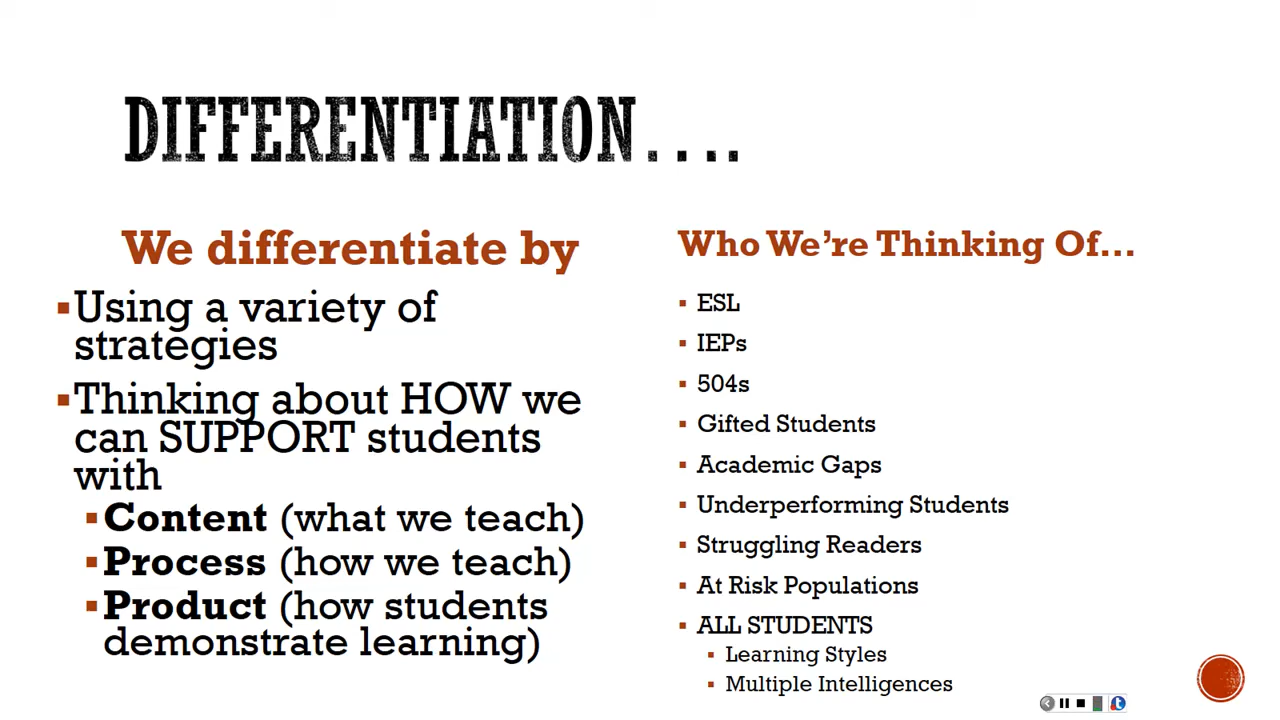 DIFFERENTIATION....
We differentiate by
▪Using a variety of
strategies
▪Thinking about HOW we
can SUPPORT students
with
▪Content (what we teach)
▪Process (how we teach)
▪Product (how students
demonstrate learning)
Who We’re Thinking Of...
▪ ESL
▪ IEPs
▪ 504s
▪ Gifted Students
▪ Academic Gaps
▪ Underperforming Students
▪ Struggling Readers
▪ At Risk Populations
▪ ALL STUDENTS
▪ Learning Styles
▪ Multiple Intelligences